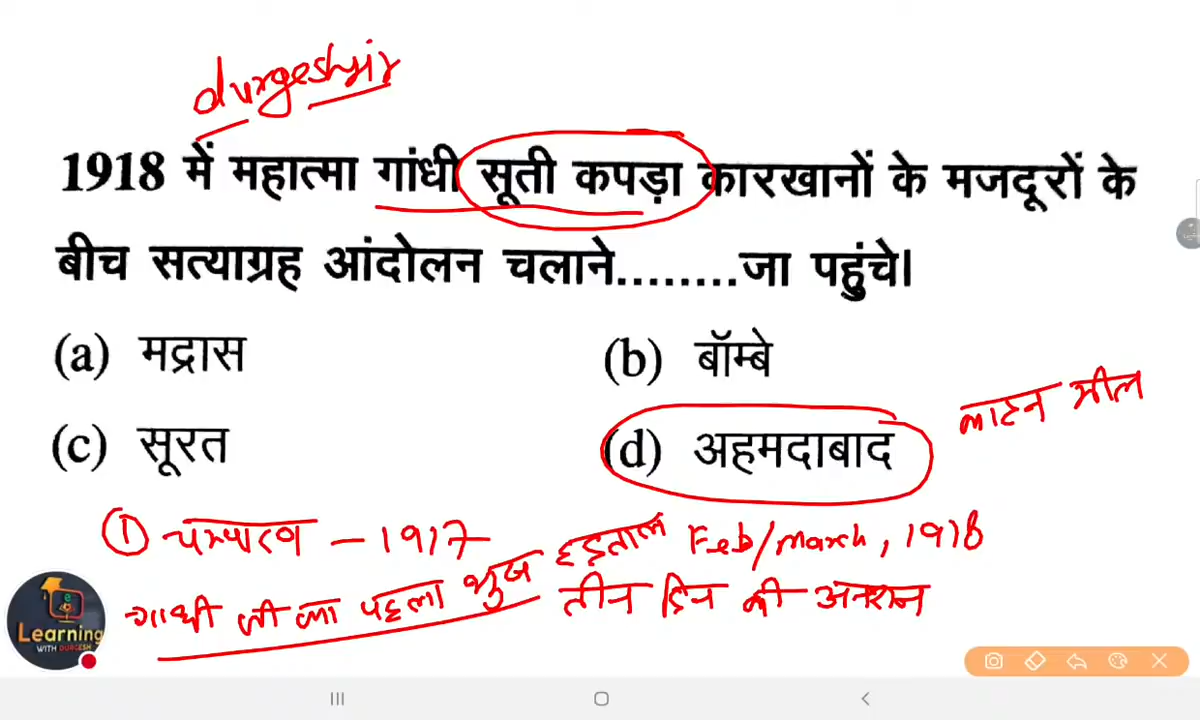 durgeshsir
1918 में महात्मा गांधी सूती कपड़ा कारखानों के मजदूरों के
बीच सत्याग्रह आंदोलन चलाने........जा पहुंचे।
(a) मद्रास
(b) बॉम्बे
(c) सूरत
(d) अहमदाबाद
काटन मील
① चम्पारण – 1917
गांधी जी का पहला भुख हड़ताल Feb/march, 1918
तीन दिन की अनशन
Learning
WITH DURGESH